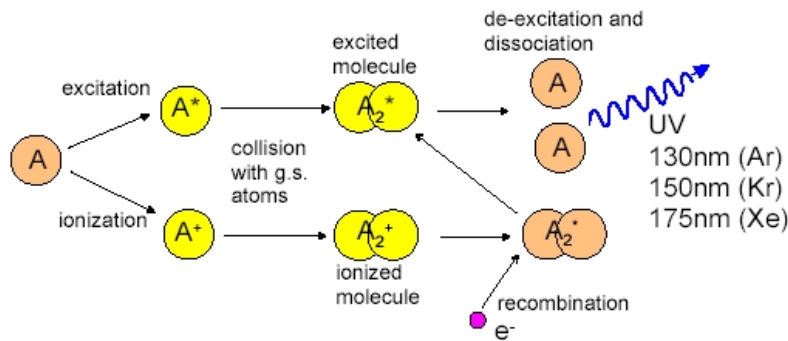 de-excitation and
dissociation
excited
molecule
excitation
A*
A₂*
A
A
A
UV
130nm (Ar)
150nm (Kr)
175nm (Xe)
collision
with g.s.
atoms
ionization
A⁺
A₂⁺
A₂*
ionized
molecule
recombination
e⁻